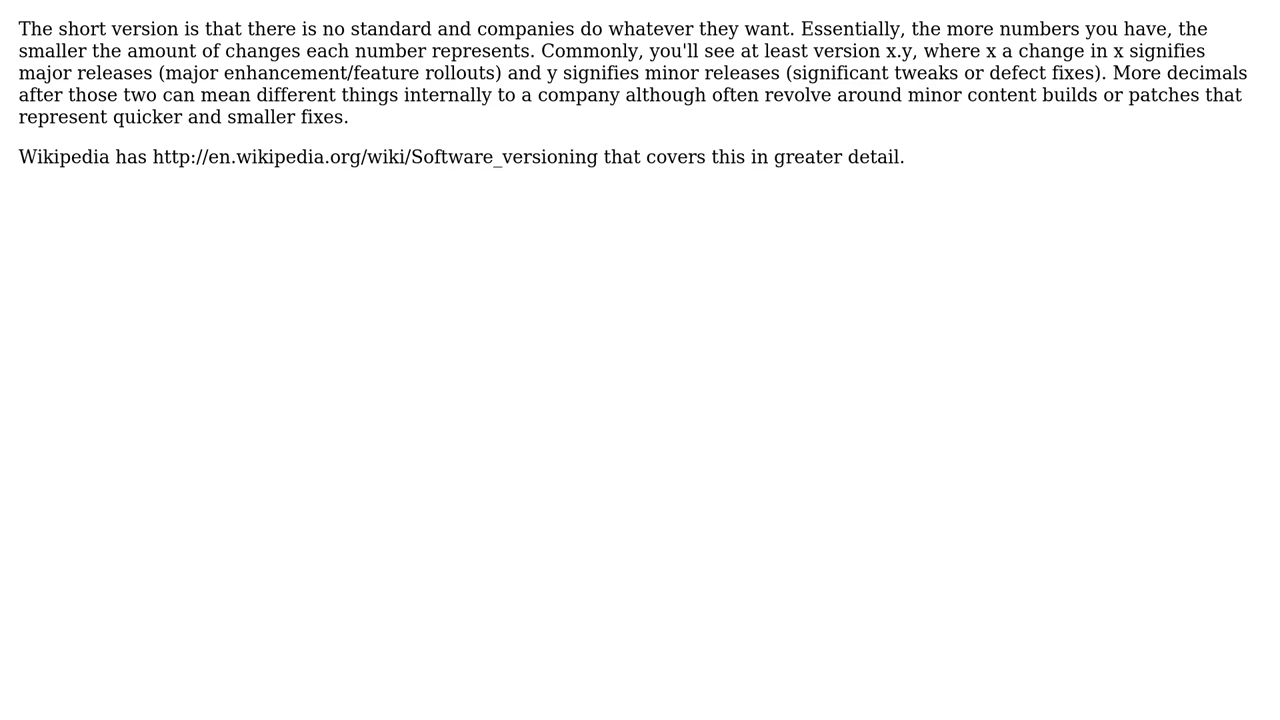 The short version is that there is no standard and companies do whatever they want. Essentially, the more numbers you have, the
smaller the amount of changes each number represents. Commonly, you'll see at least version x.y, where x a change in x signifies
major releases (major enhancement/feature rollouts) and y signifies minor releases (significant tweaks or defect fixes). More decimals
after those two can mean different things internally to a company although often revolve around minor content builds or patches that
represent quicker and smaller fixes.
Wikipedia has http://en.wikipedia.org/wiki/Software_versioning that covers this in greater detail.